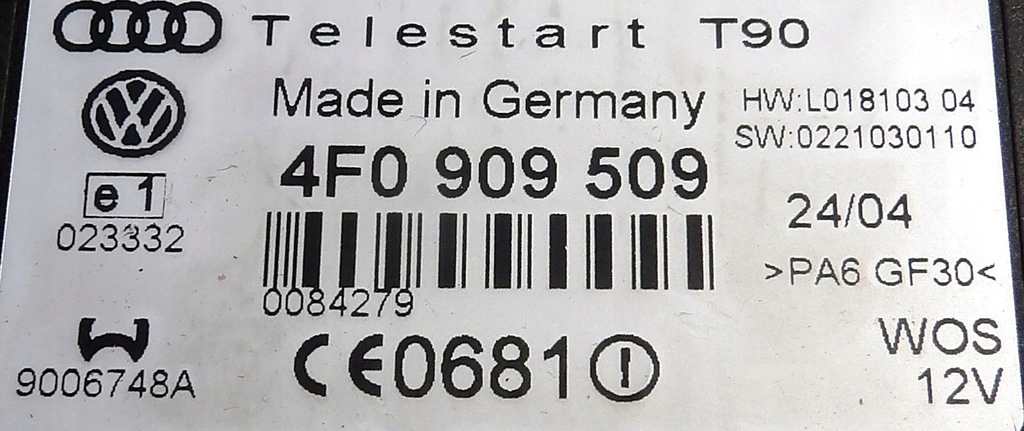 Telestart T90
Made in Germany
HW:L018103 04
SW:0221030110
4F0 909 509
e 1
023332
24/04
>PA6 GF30<
0084279
9006748A
CE0681
WOS
12V